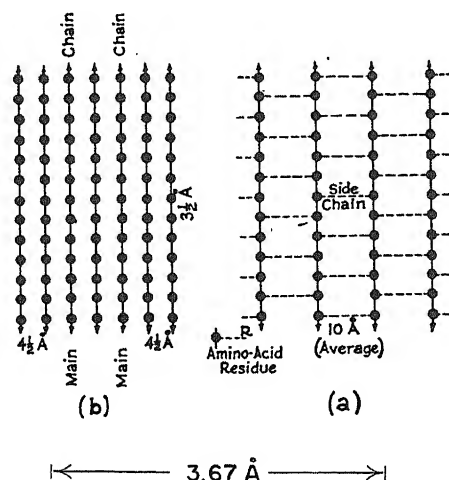 Chain Chain
3½ Å
Side
Chain
4½ Å 4½ Å
Main Main
R
Amino-Acid
Residue
10 Å
(Average)
(b) (a)
3.67 Å